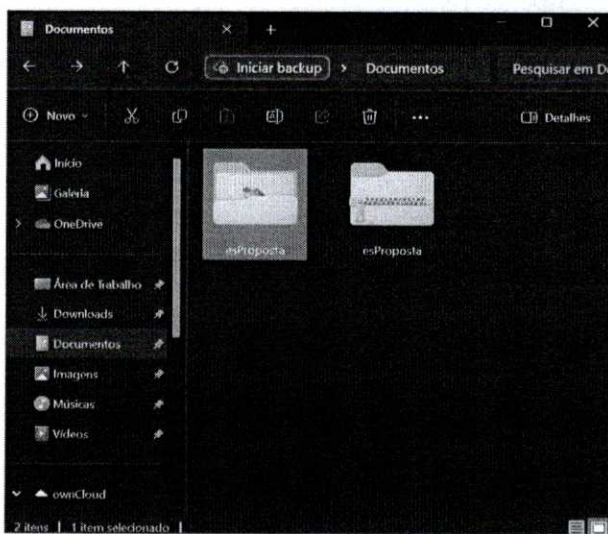 Documentos
Iniciar backup > Documentos Pesquisar em Do
Novo Detalhes
Início
Galeria
OneDrive
Área de Trabalho
Downloads
Documentos
Imagens
Músicas
Vídeos
ownCloud
esProposta esProposta
2 itens | 1 item selecionado |